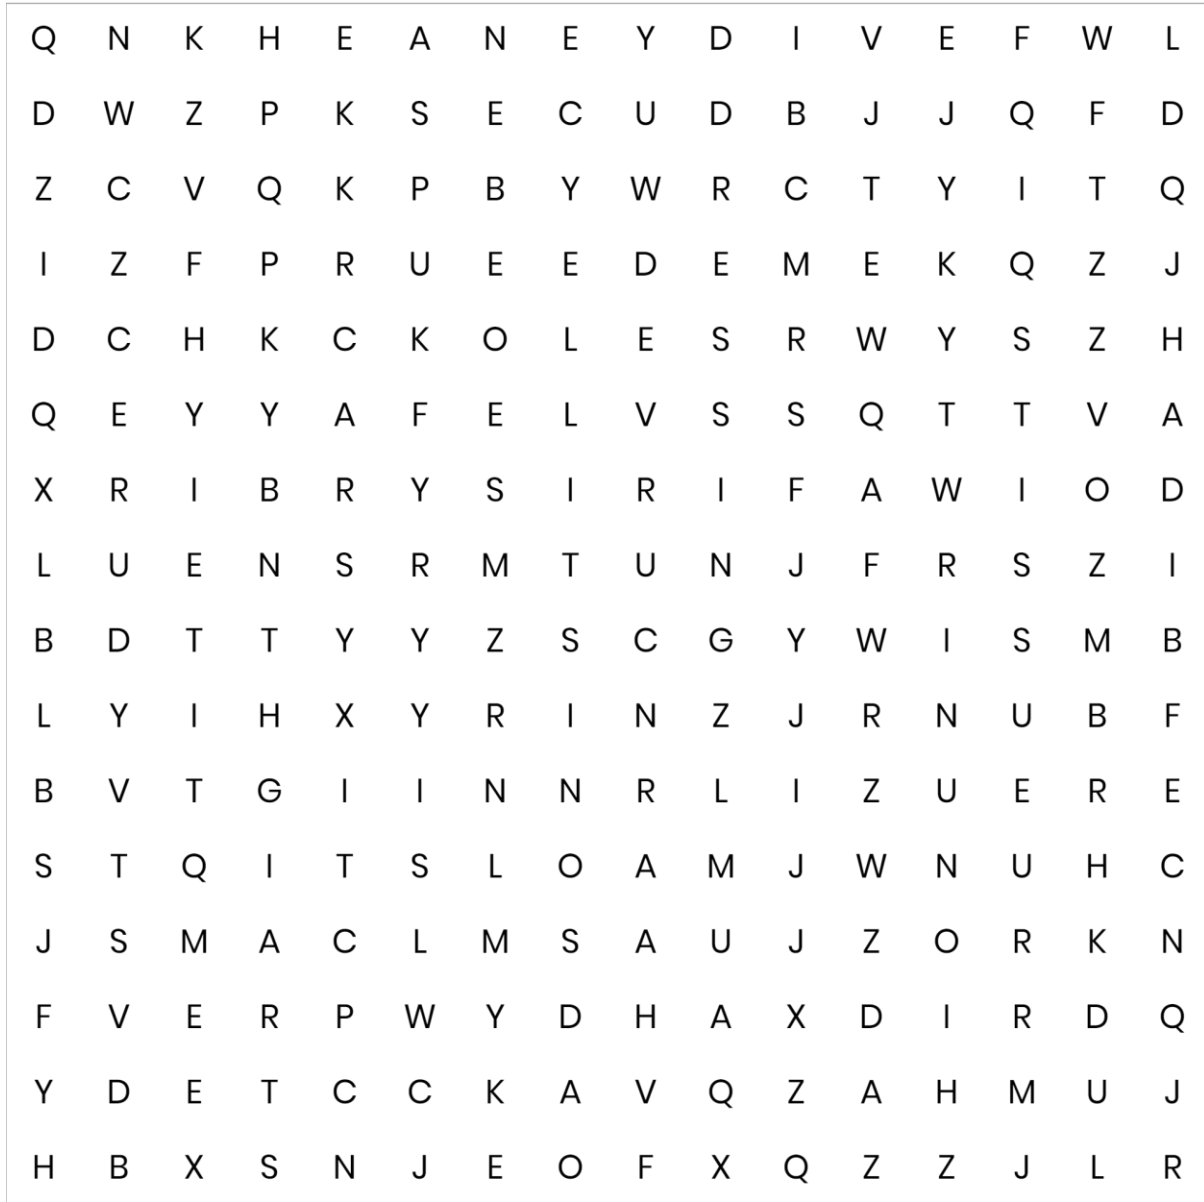 Q N K H E A N E Y D I V E F W L
D W Z P K S E C U D B J J Q F D
Z C V Q K P B Y W R C T Y I T Q
I Z F P R U E E D E M E K Q Z J
D C H K C K O L E S R W Y S Z H
Q E Y Y A F E L V S S Q T T V A
X R I B R Y S I R I F A W I O D
L U E N S R M T U N J F R S Z I
B D T T Y Y Z S C G Y W I S M B
L Y I H X Y R I N Z J R N U B F
B V T G I I N N R L I Z U E R E
S T Q I T S L O A M J W N U H C
J S M A C L M S A U J Z O R K N
F V E R P W Y D H A X D I R D Q
Y D E T C C K A V Q Z A H M U J
H B X S N J E O F X Q Z Z J L R